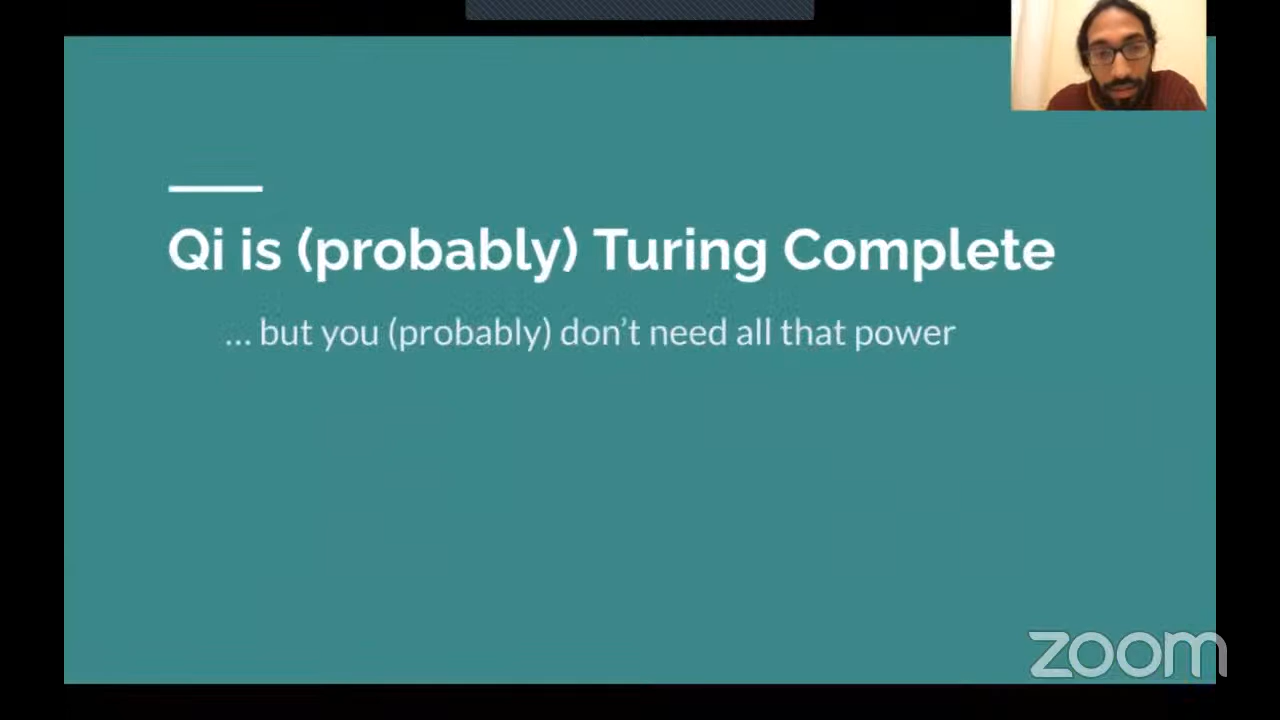 Qi is (probably) Turing Complete
... but you (probably) don't need all that power
zoom